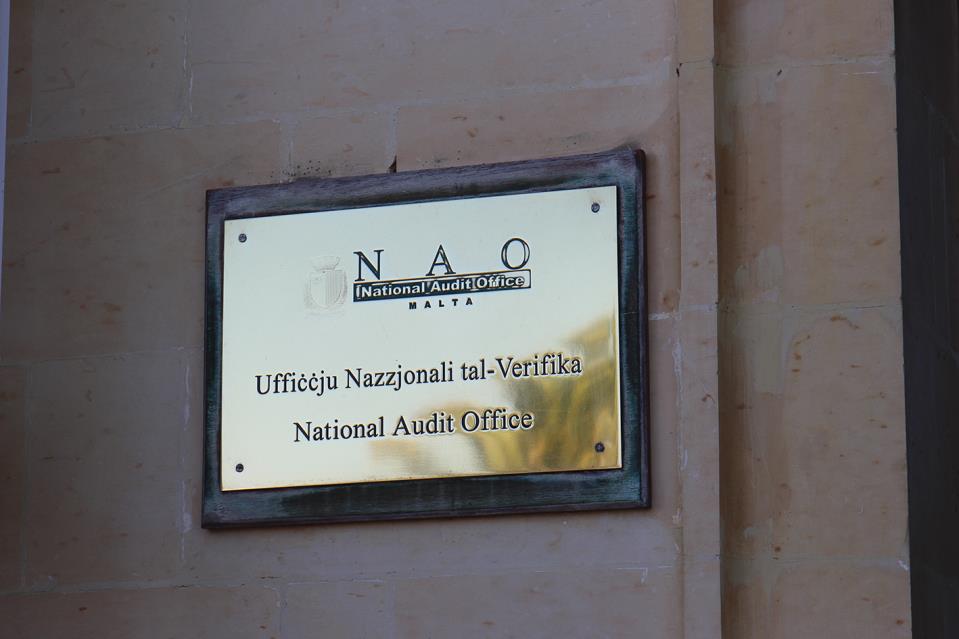 NAO
National Audit Office
MALTA
Uffiċċju Nazzjonali tal-Verifika
National Audit Office